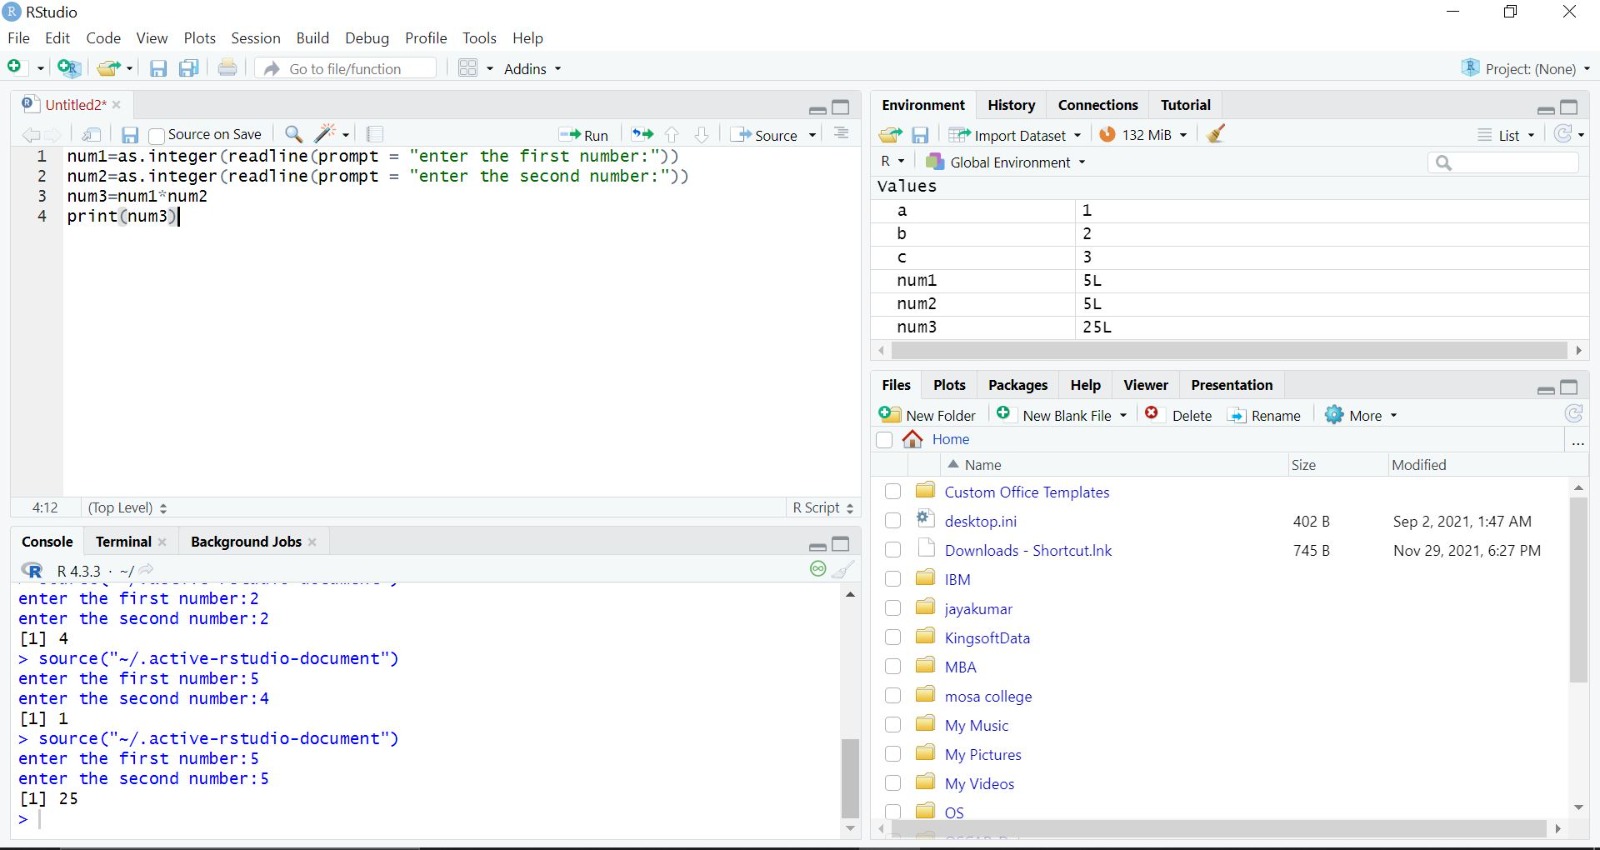 RStudio
File Edit Code View Plots Session Build Debug Profile Tools Help
Go to file/function Addins Project: (None)
Untitled2*
Source on Save Run Source
1 num1=as.integer(readline(prompt = "enter the first number:"))
2 num2=as.integer(readline(prompt = "enter the second number:"))
3 num3=num1*num2
4 print(num3)
4:12 (Top Level) R Script
Console Terminal Background Jobs
R 4.3.3 · ~/
enter the first number:2
enter the second number:2
[1] 4
> source("~/.active-rstudio-document")
enter the first number:5
enter the second number:4
[1] 1
> source("~/.active-rstudio-document")
enter the first number:5
enter the second number:5
[1] 25
>
Environment History Connections Tutorial
Import Dataset 132 MiB List
R Global Environment
Values
a 1
b 2
c 3
num1 5L
num2 5L
num3 25L
Files Plots Packages Help Viewer Presentation
New Folder New Blank File Delete Rename More
Home ...
Name Size Modified
Custom Office Templates
desktop.ini 402 B Sep 2, 2021, 1:47 AM
Downloads - Shortcut.lnk 745 B Nov 29, 2021, 6:27 PM
IBM
jayakumar
KingsoftData
MBA
mosa college
My Music
My Pictures
My Videos
OS